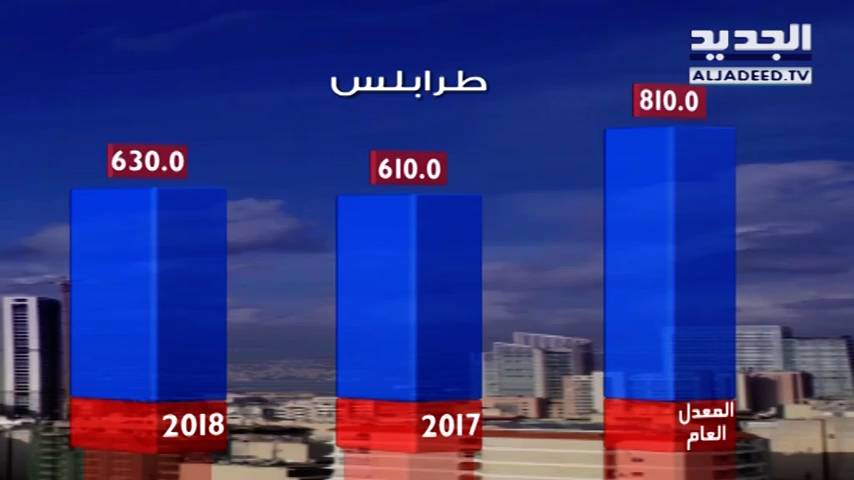 الجديد
ALJADEED.TV
طرابلس
810.0
610.0
630.0
المعدل
العام
2017
2018